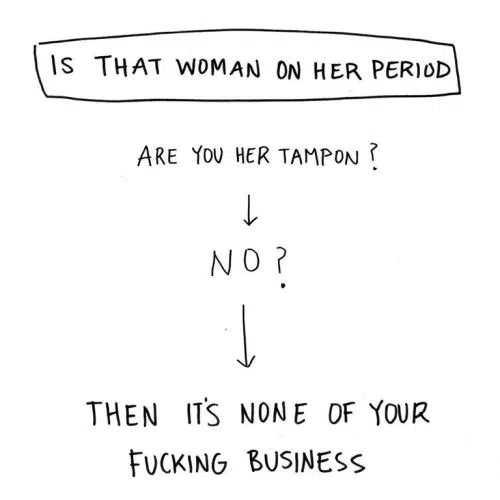 IS THAT WOMAN ON HER PERIOD
ARE YOU HER TAMPON?
NO?
THEN IT'S NONE OF YOUR
FUCKING BUSINESS